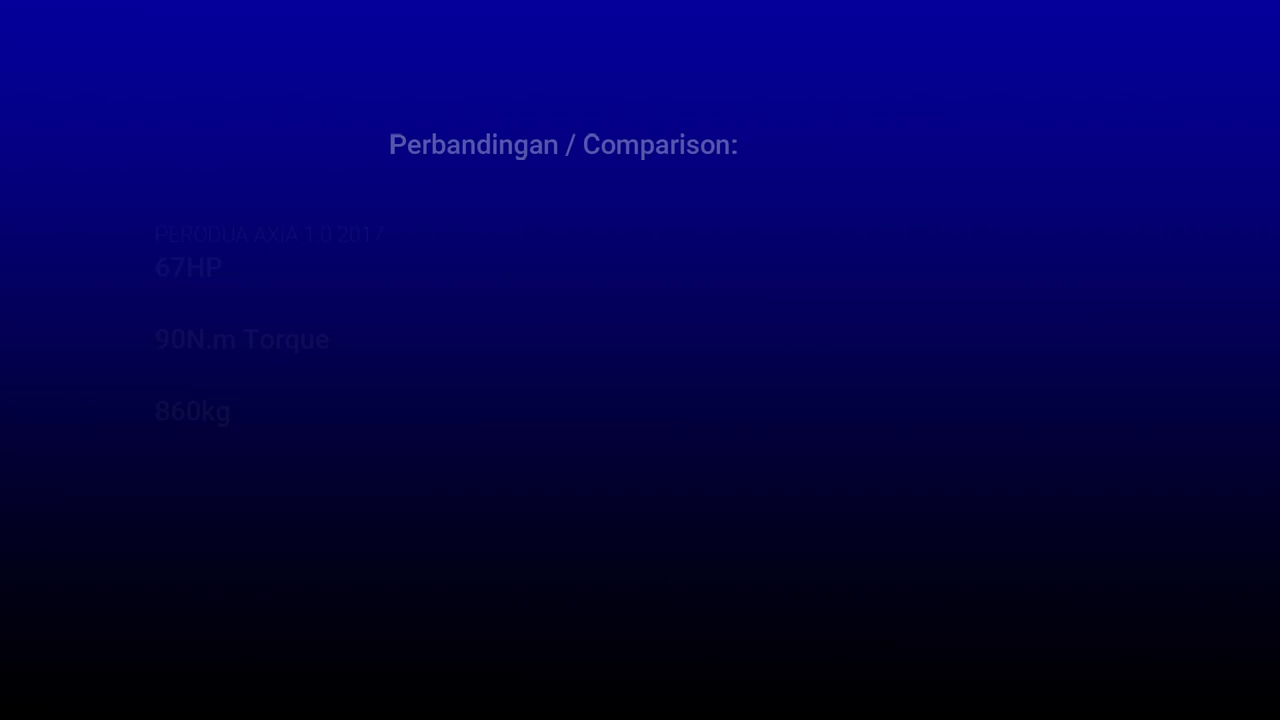 Perbandingan / Comparison:
PERODUA AXIA 1.0 2017
67HP
90N.m Torque
860kg